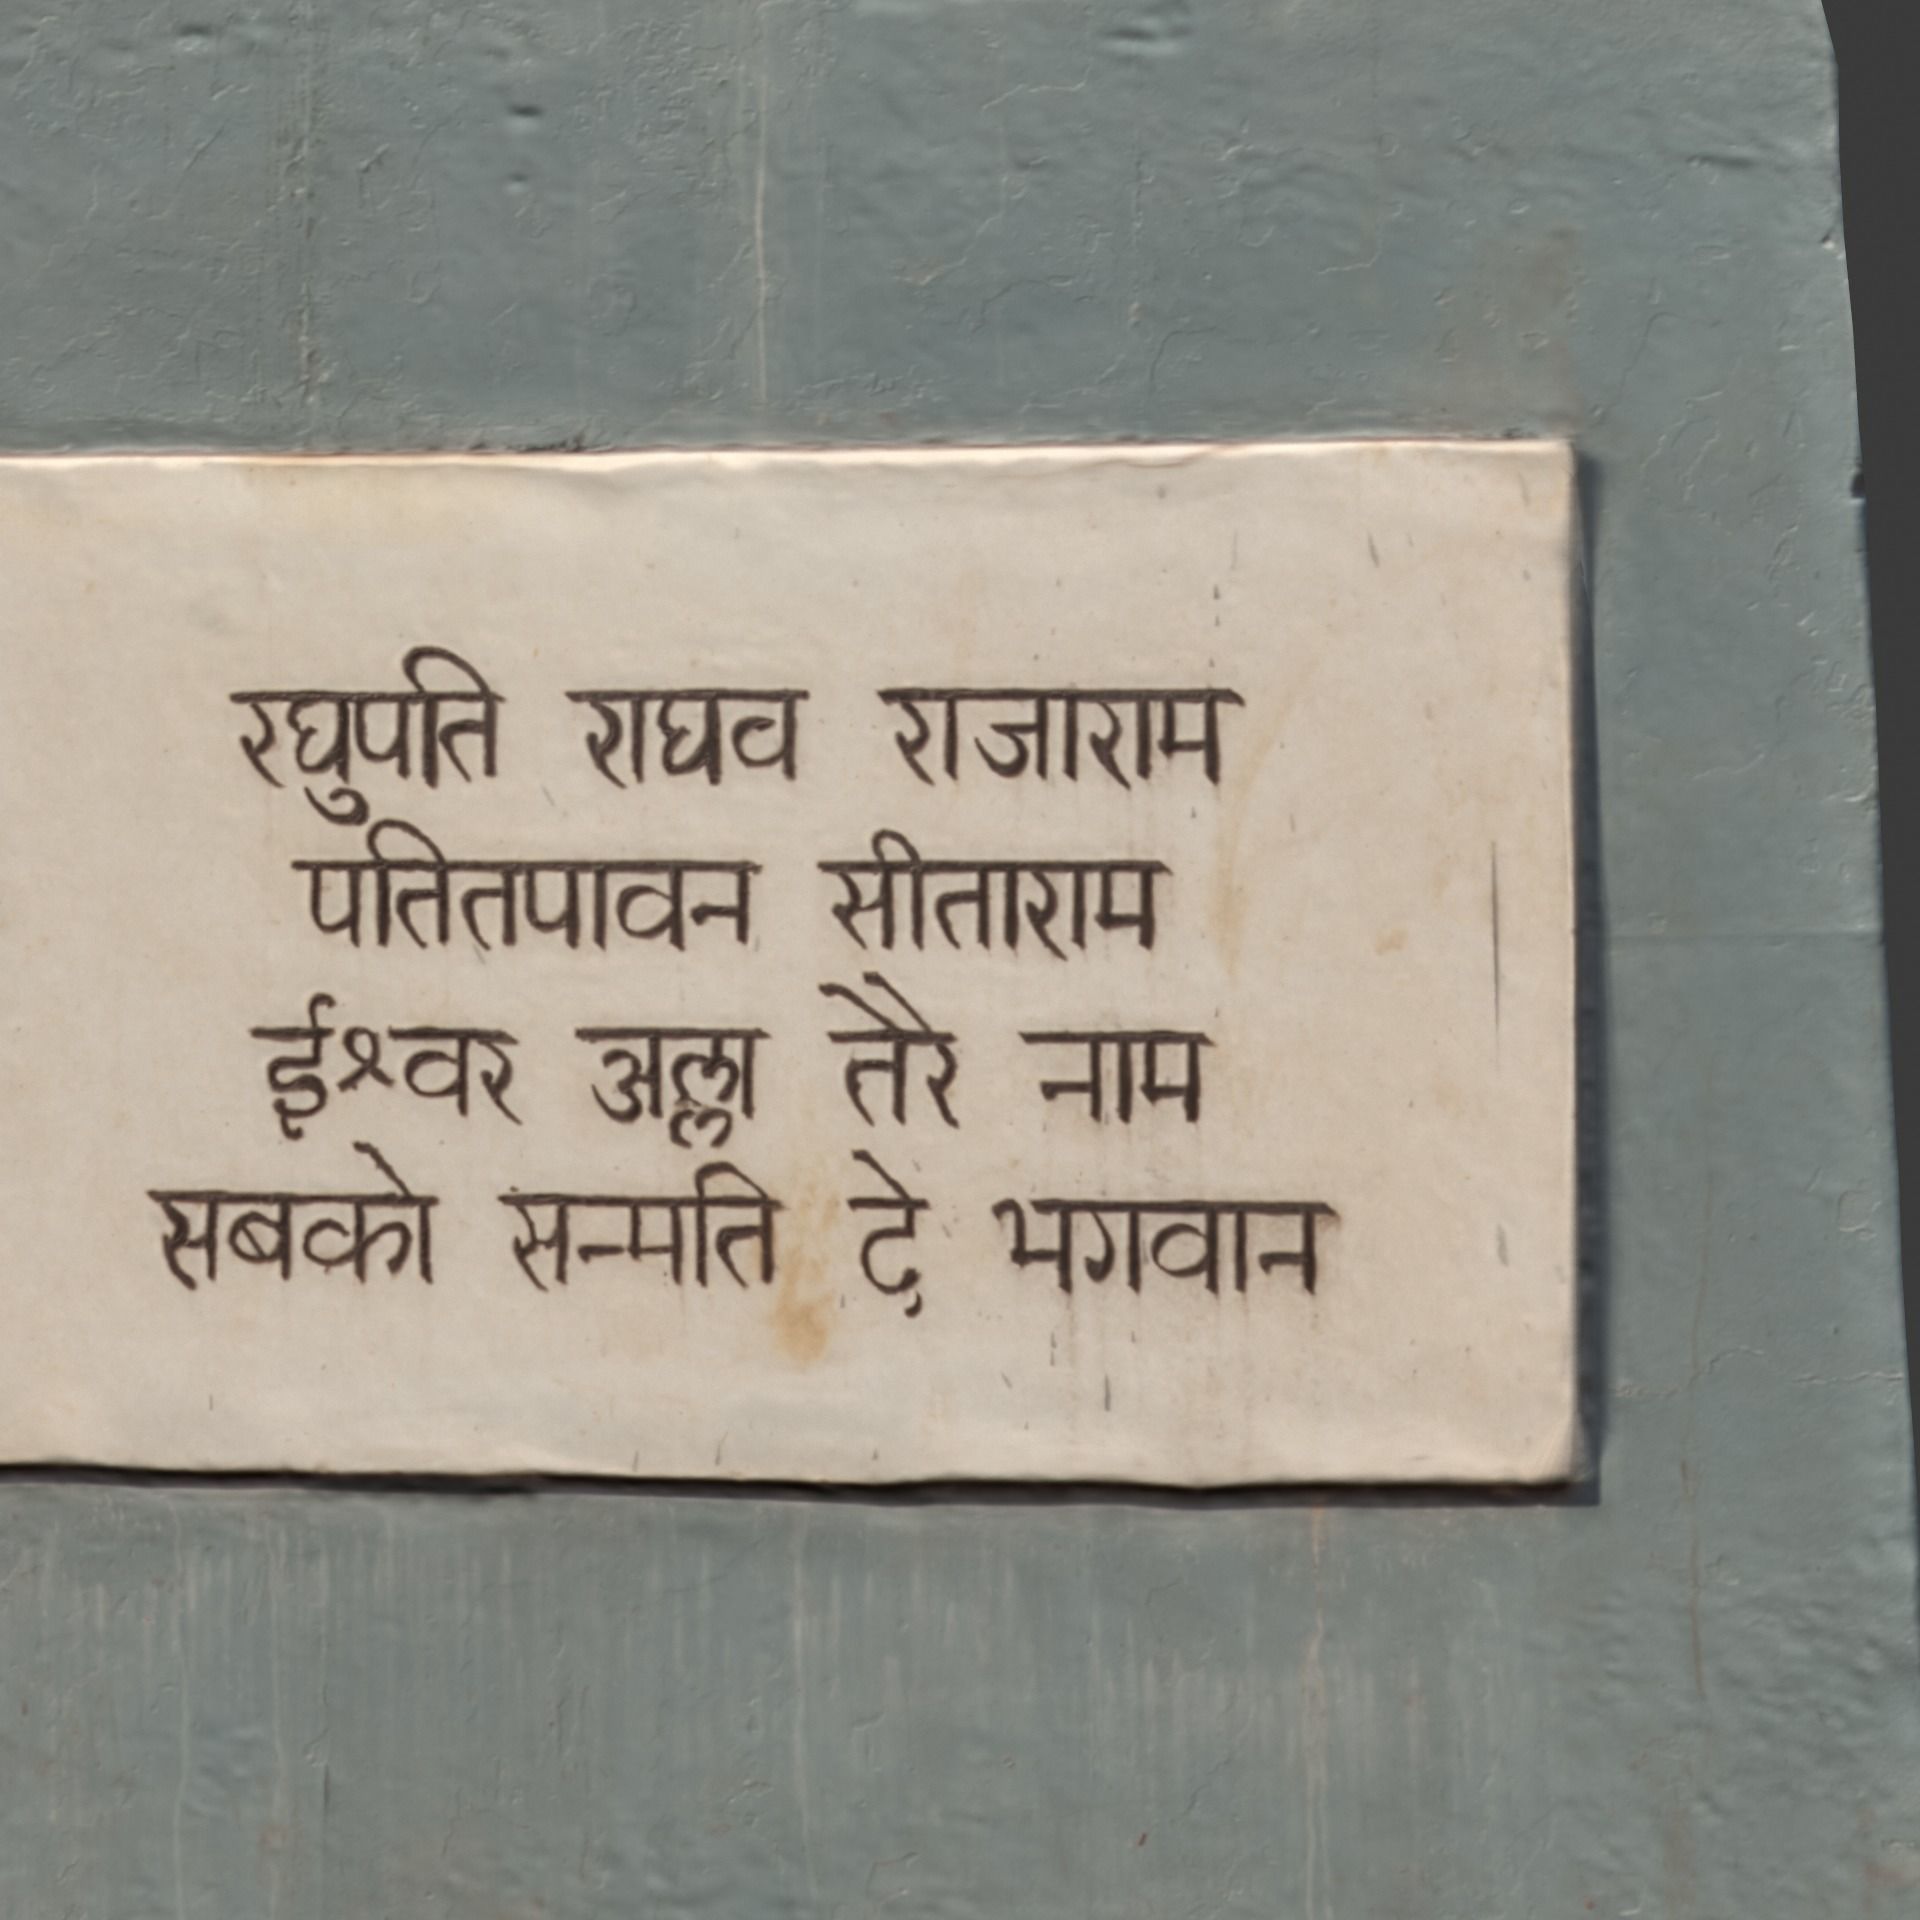 रघुपति राघव राजाराम
पतितपावन सीताराम
ईश्वर अल्ला तेरे नाम
सबको सन्मति दे भगवान